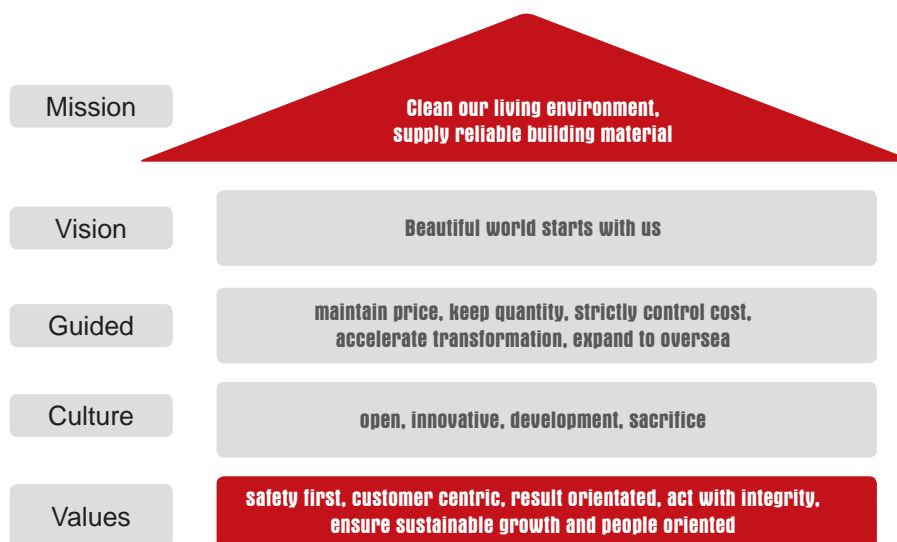 Mission
Clean our living environment,
supply reliable building material
Vision
Beautiful world starts with us
Guided
maintain price, keep quantity, strictly control cost,
accelerate transformation, expand to oversea
Culture
open, innovative, development, sacrifice
Values
safety first, customer centric, result orientated, act with integrity,
ensure sustainable growth and people oriented